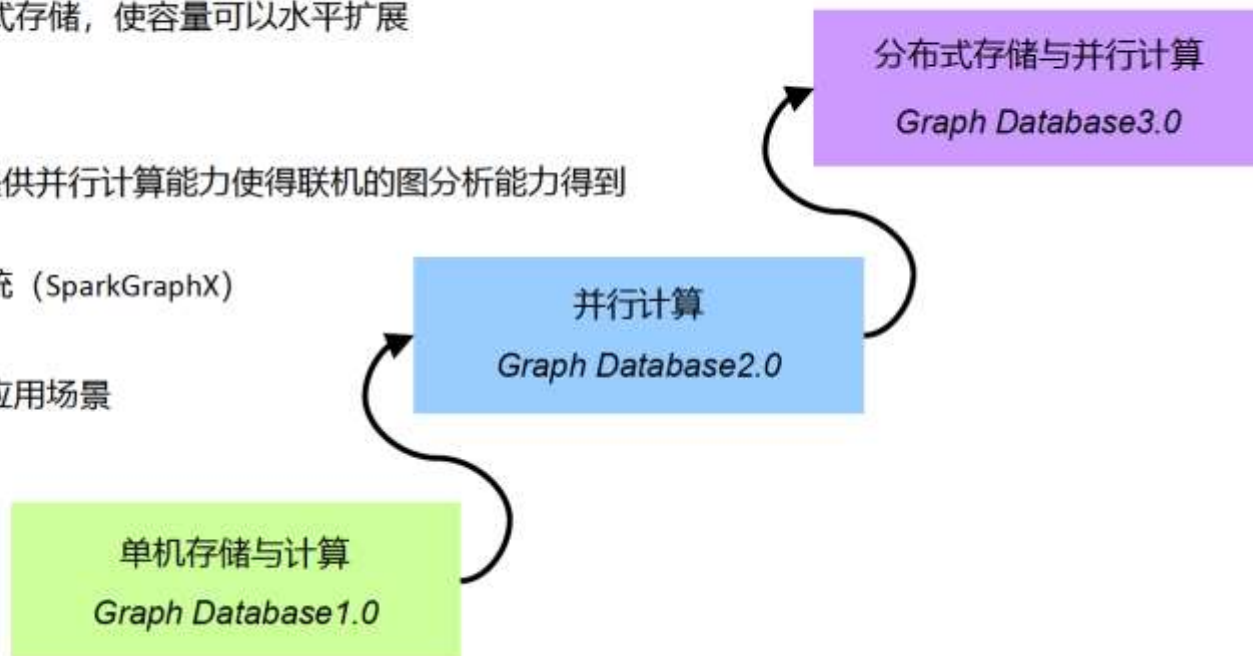 式存储，使容量可以水平扩展
分布式存储与并行计算
Graph Database3.0
供并行计算能力使得联机的图分析能力得到
统（SparkGraphX）
并行计算
Graph Database2.0
应用场景
单机存储与计算
Graph Database1.0